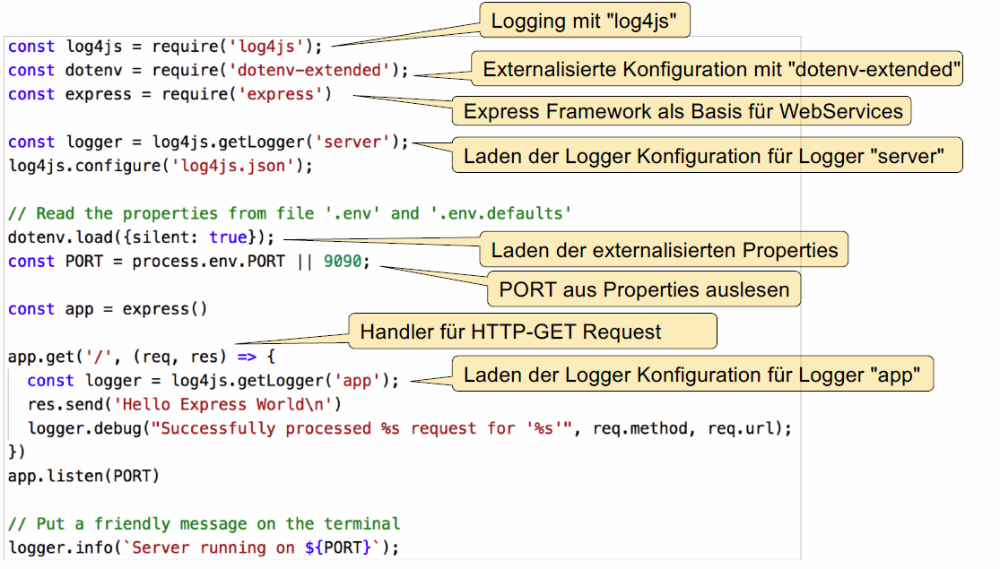 Logging mit "log4js"
const log4js = require('log4js');
const dotenv = require('dotenv-extended');
Externalisierte Konfiguration mit "dotenv-extended"
const express = require('express')
Express Framework als Basis für WebServices
const logger = log4js.getLogger('server');
Laden der Logger Konfiguration für Logger "server"
log4js.configure('log4js.json');
// Read the properties from file '.env' and '.env.defaults'
dotenv.load({silent: true});
Laden der externalisierten Properties
const PORT = process.env.PORT || 9090;
PORT aus Properties auslesen
const app = express()
Handler für HTTP-GET Request
app.get('/', (req, res) => {
const logger = log4js.getLogger('app');
Laden der Logger Konfiguration für Logger "app"
res.send('Hello Express World\n')
logger.debug("Successfully processed %s request for '%s'", req.method, req.url);
})
app.listen(PORT)
// Put a friendly message on the terminal
logger.info(`Server running on ${PORT}`);